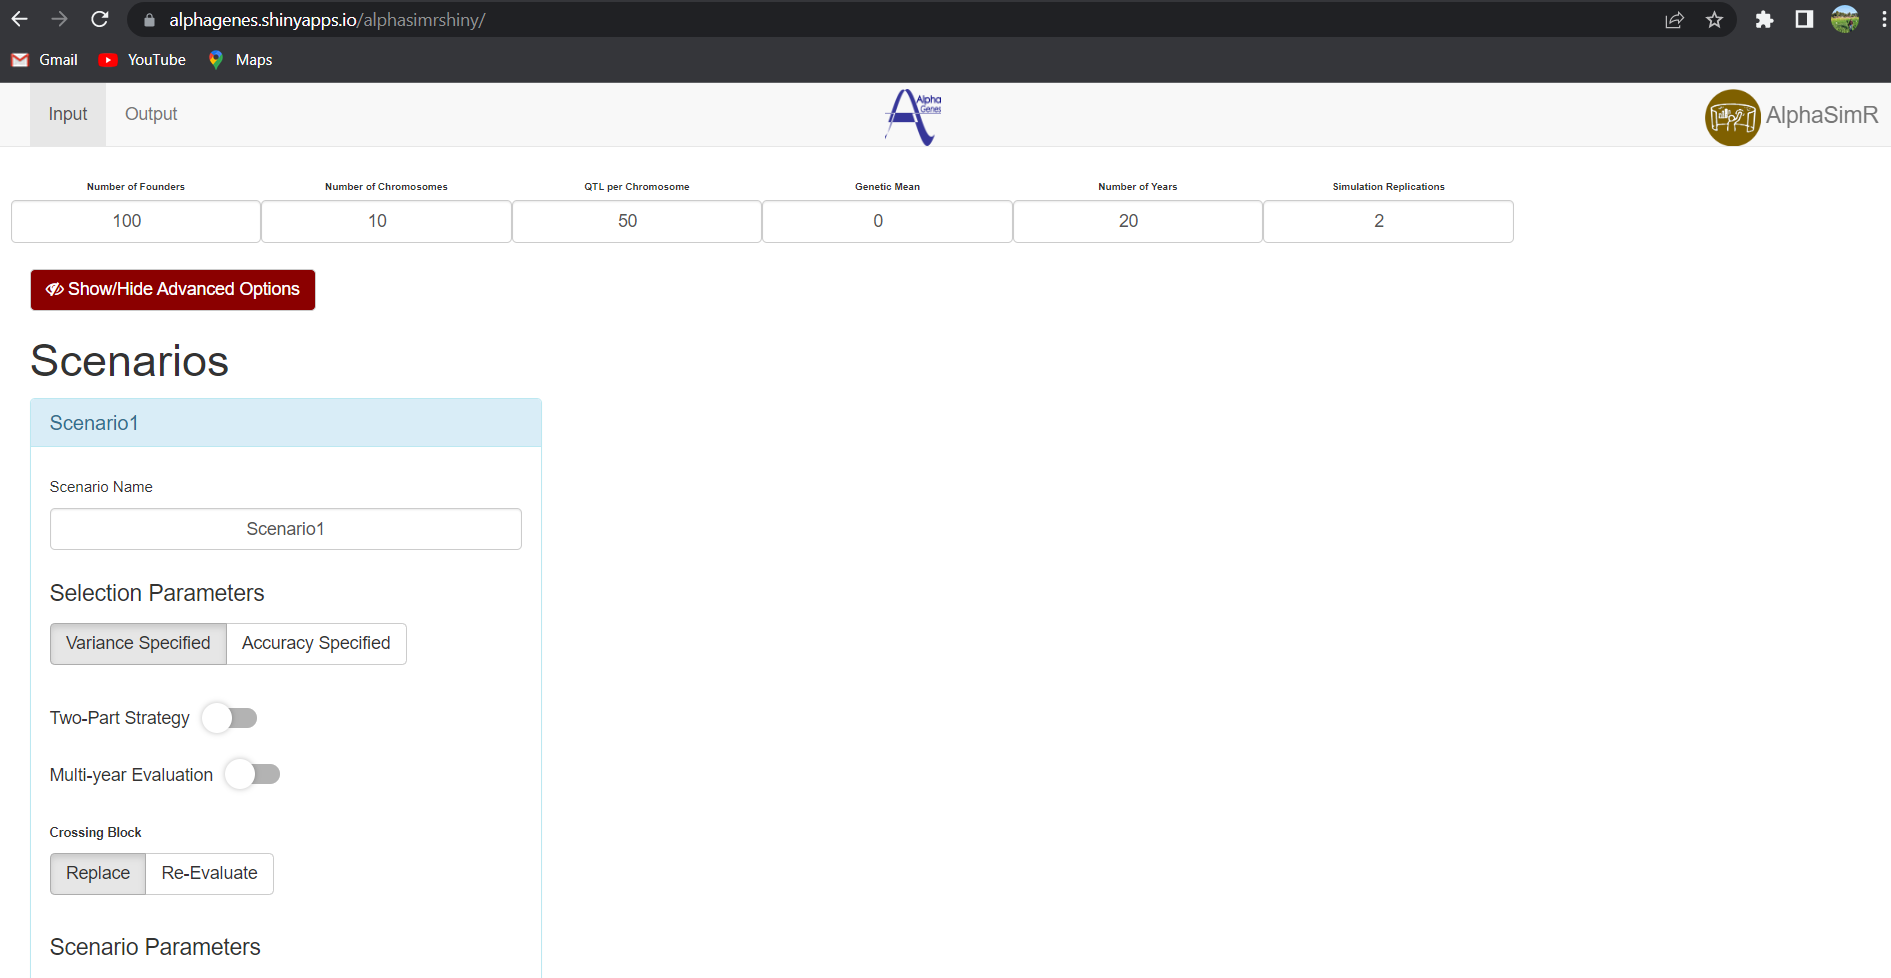 alphagenes.shinyapps.io/alphasimrshiny/
Gmail YouTube Maps
Input Output Alpha Genes AlphaSimR
Number of Founders Number of Chromosomes QTL per Chromosome Genetic Mean Number of Years Simulation Replications
100 10 50 0 20 2
Show/Hide Advanced Options
Scenarios
Scenario1
Scenario Name
Scenario1
Selection Parameters
Variance Specified Accuracy Specified
Two-Part Strategy
Multi-year Evaluation
Crossing Block
Replace Re-Evaluate
Scenario Parameters